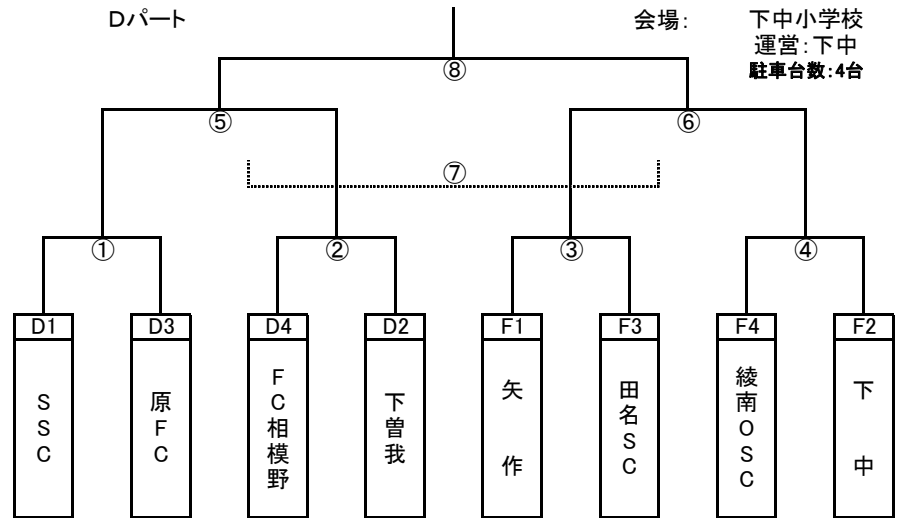 Dパート
会場: 下中小学校
運営:下中
駐車台数:4台
⑧
⑤
⑥
⑦
①
②
③
④
D1
D3
D4
D2
F1
F3
F4
F2
SSC
原FC
FC相模野
下曽我
矢作
田名SC
綾南OSC
下中